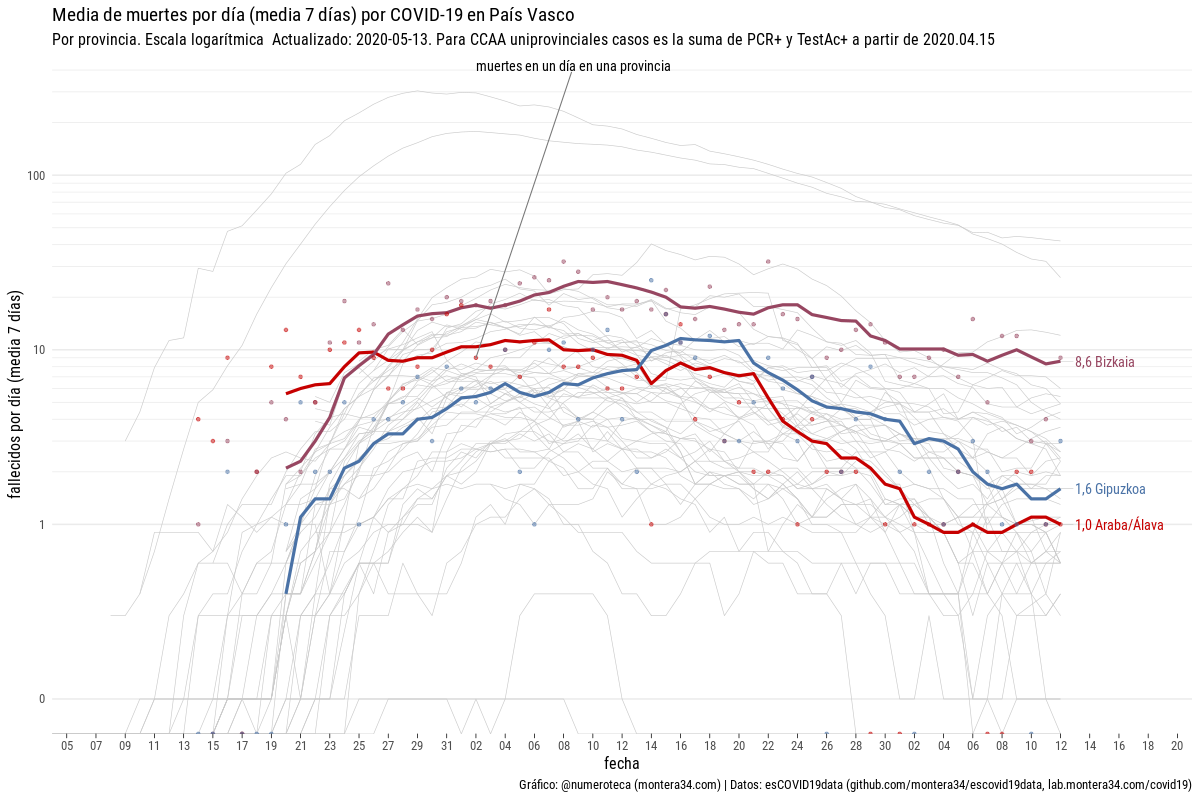 Media de muertes por día (media 7 días) por COVID-19 en País Vasco
Por provincia. Escala logarítmica  Actualizado: 2020-05-13. Para CCAA uniprovinciales casos es la suma de PCR+ y TestAc+ a partir de 2020.04.15
muertes en un día en una provincia
fallecidos por día (media  7 días)
100
10
1
0
8,6 Bizkaia
1,6 Gipuzkoa
1,0 Araba/Álava
05 07 09 11 13 15 17 19 21 23 25 27 29 31 02 04 06 08 10 12 14 16 18 20 22 24 26 28 30 02 04 06 08 10 12 14 16 18 20
fecha
Gráfico: @numeroteca (montera34.com) | Datos: esCOVID19data (github.com/montera34/escovid19data, lab.montera34.com/covid19)